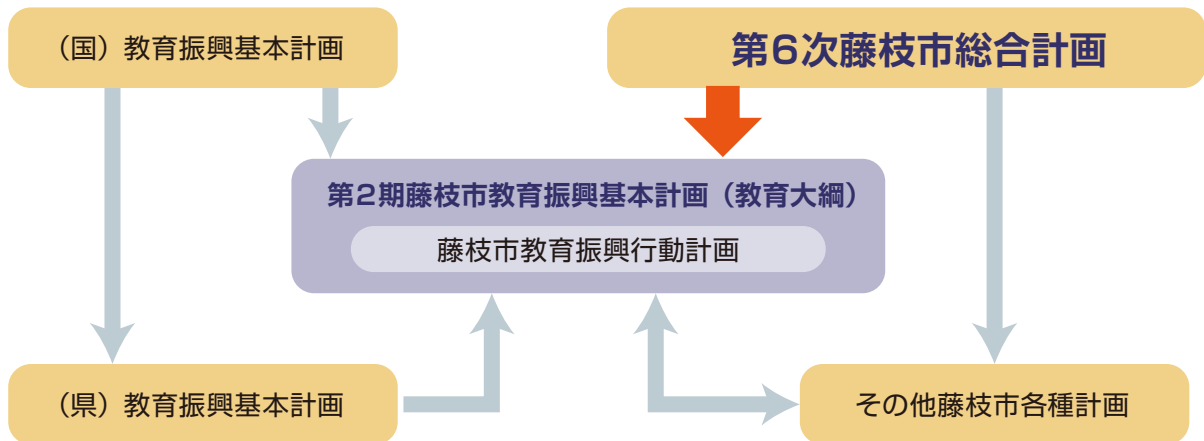 （国）教育振興基本計画
第6次藤枝市総合計画
第2期藤枝市教育振興基本計画（教育大綱）
藤枝市教育振興行動計画
（県）教育振興基本計画
その他藤枝市各種計画